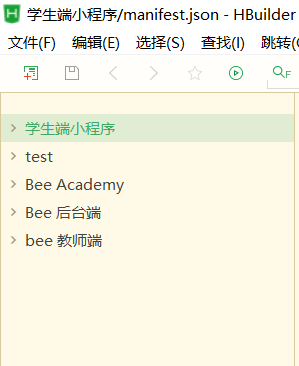 学生端小程序/manifest.json - HBuilder
文件(F) 编辑(E) 选择(S) 查找(I) 跳转(
F
学生端小程序
test
Bee Academy
Bee 后台端
bee 教师端